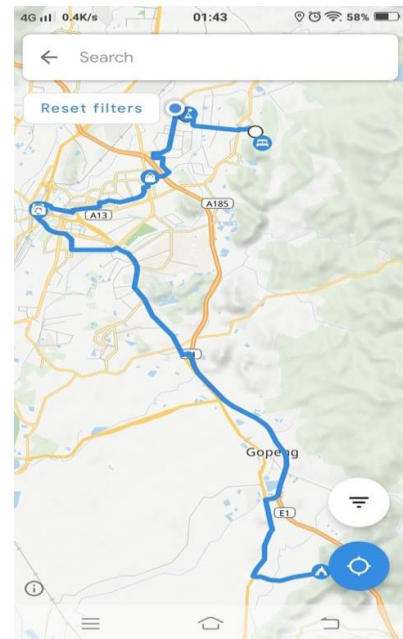 4G 0.4K/s 01:43 58%
Search
Reset filters
A185
A13
Gopeng
E1